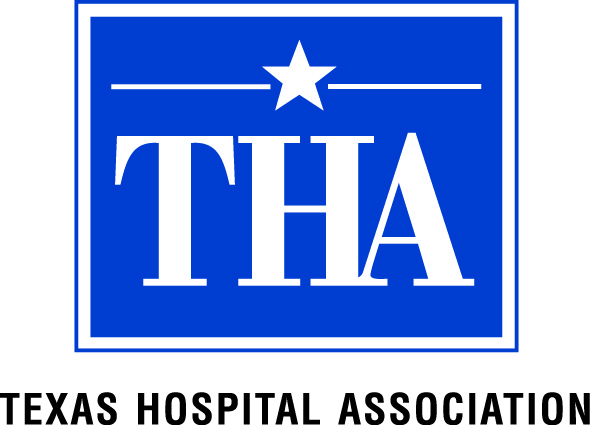 THA
TEXAS HOSPITAL ASSOCIATION